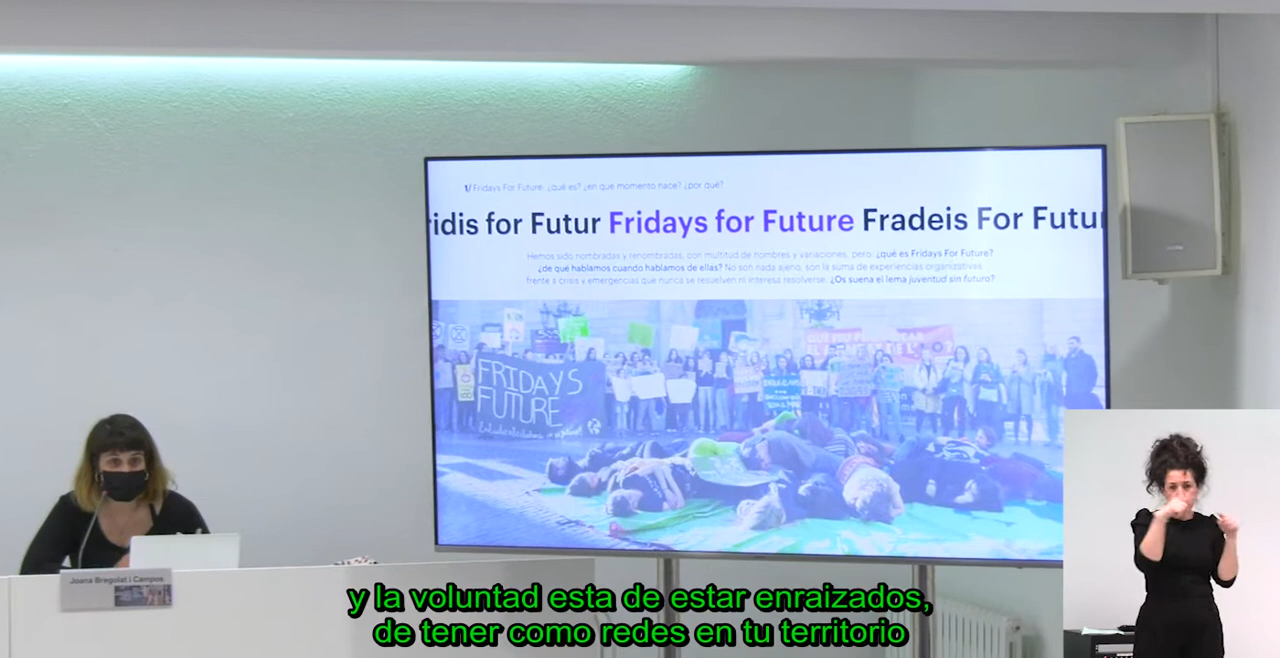 1/ Fridays For Future: ¿qué es? ¿en que momento nace? ¿por qué?
ridis for Futur Fridays for Future Fradeis For Futur
Hemos sido nombradas y renombradas, con multitud de nombres y variaciones, pero: ¿qué es Fridays For Future?
¿de qué hablamos cuando hablamos de ellas? No son nada ajeno, son la suma de experiencias organizativas
frente a crisis y emergencias que nunca se resuelven ni interesa resolverse. ¿Os suena el lema juventud sin futuro?
FRIDAYS
FUTURE
Joana Bregolat i Campos
y la voluntad esta de estar enraizados,
de tener como redes en tu territorio